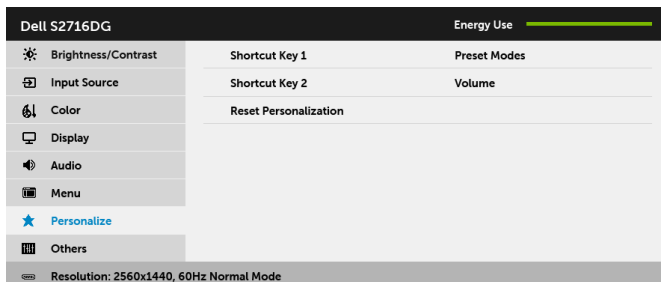 Dell S2716DG Energy Use
Brightness/Contrast Shortcut Key 1 Preset Modes
Input Source Shortcut Key 2 Volume
Color Reset Personalization
Display
Audio
Menu
Personalize
Others
Resolution: 2560x1440, 60Hz Normal Mode